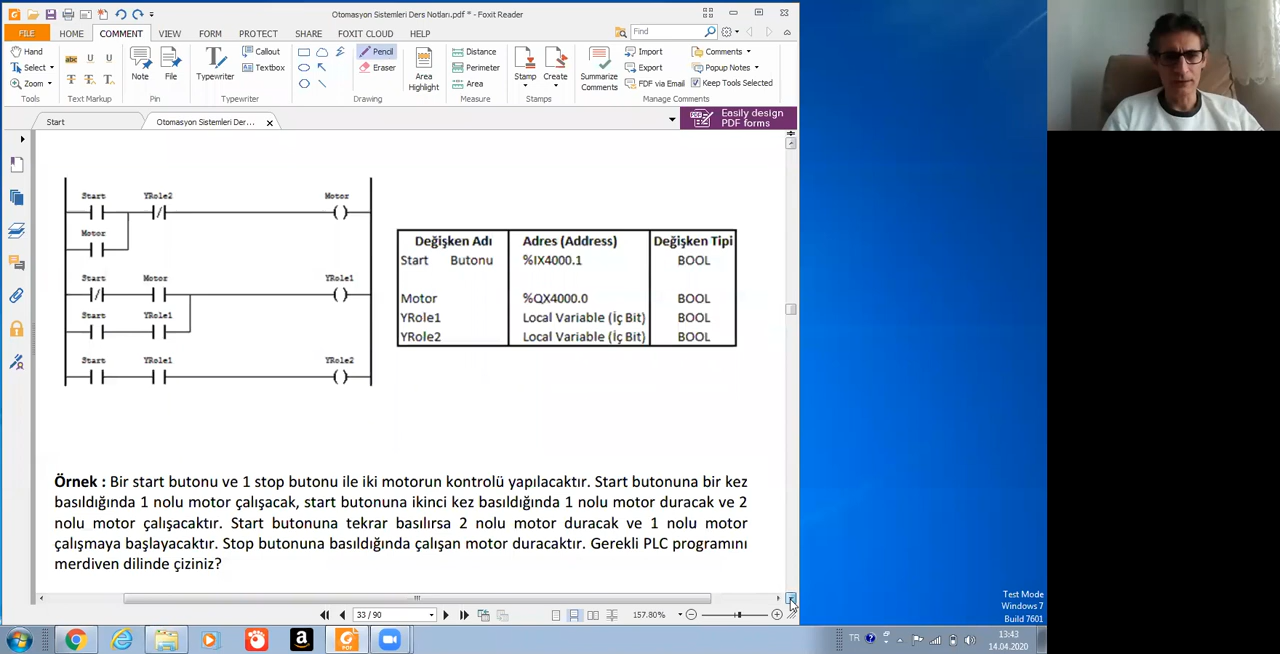 Otomasyon Sistemleri Ders Notları.pdf * - Foxit Reader
FILE HOME COMMENT VIEW FORM PROTECT SHARE FOXIT CLOUD HELP
Find
Hand
Select
Zoom
Tools
Text Markup
Note
File
Pin
Typewriter
Callout
Textbox
Typewriter
Pencil
Eraser
Drawing
Area
Highlight
Distance
Perimeter
Area
Measure
Stamp
Create
Stamps
Summarize
Comments
Import
Export
FDF via Email
Comments
Popup Notes
Keep Tools Selected
Manage Comments
Start
Otomasyon Sistemleri Der...
Easily design
PDF forms
Start YRole2 Motor
Motor
Start Motor YRole1
Start YRole1
Start YRole1 YRole2
Değişken Adı Adres (Address) Değişken Tipi
Start Butonu %IX4000.1 BOOL
Motor %QX4000.0 BOOL
YRole1 Local Variable (İç Bit) BOOL
YRole2 Local Variable (İç Bit) BOOL
Örnek : Bir start butonu ve 1 stop butonu ile iki motorun kontrolü yapılacaktır. Start butonuna bir kez
basıldığında 1 nolu motor çalışacak, start butonuna ikinci kez basıldığında 1 nolu motor duracak ve 2
nolu motor çalışacaktır. Start butonuna tekrar basılırsa 2 nolu motor duracak ve 1 nolu motor
çalışmaya başlayacaktır. Stop butonuna basıldığında çalışan motor duracaktır. Gerekli PLC programını
merdiven dilinde çiziniz?
33 / 90
157.80%
Test Mode
Windows 7
Build 7601
TR
13:43
14.04.2020